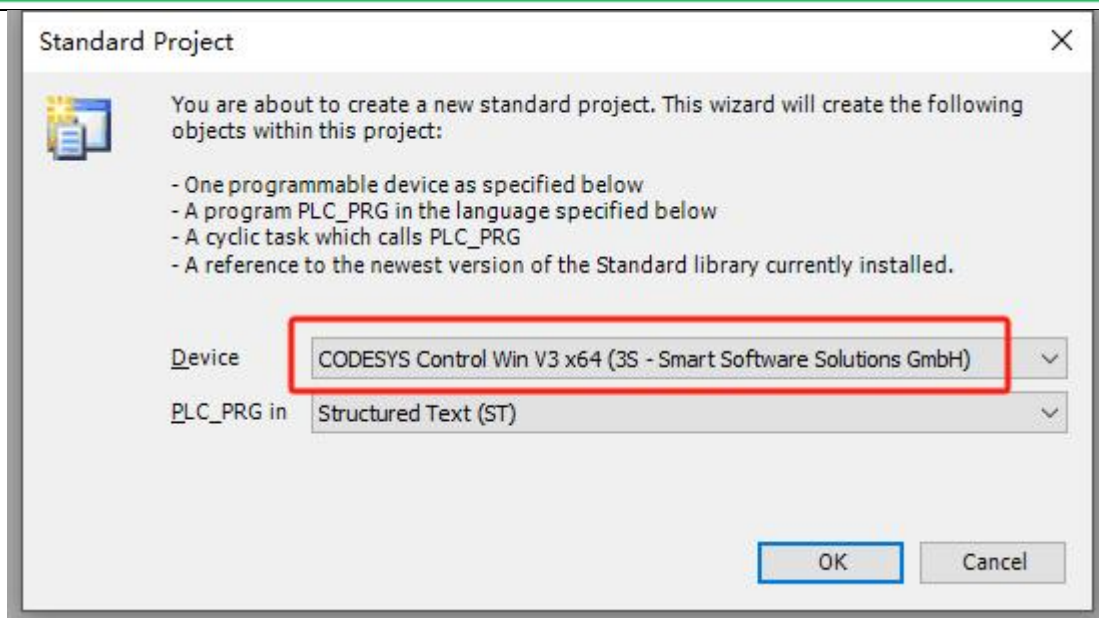 Standard Project
You are about to create a new standard project. This wizard will create the following
objects within this project:
- One programmable device as specified below
- A program PLC_PRG in the language specified below
- A cyclic task which calls PLC_PRG
- A reference to the newest version of the Standard library currently installed.
Device CODESYS Control Win V3 x64 (3S - Smart Software Solutions GmbH)
PLC_PRG in Structured Text (ST)
OK Cancel